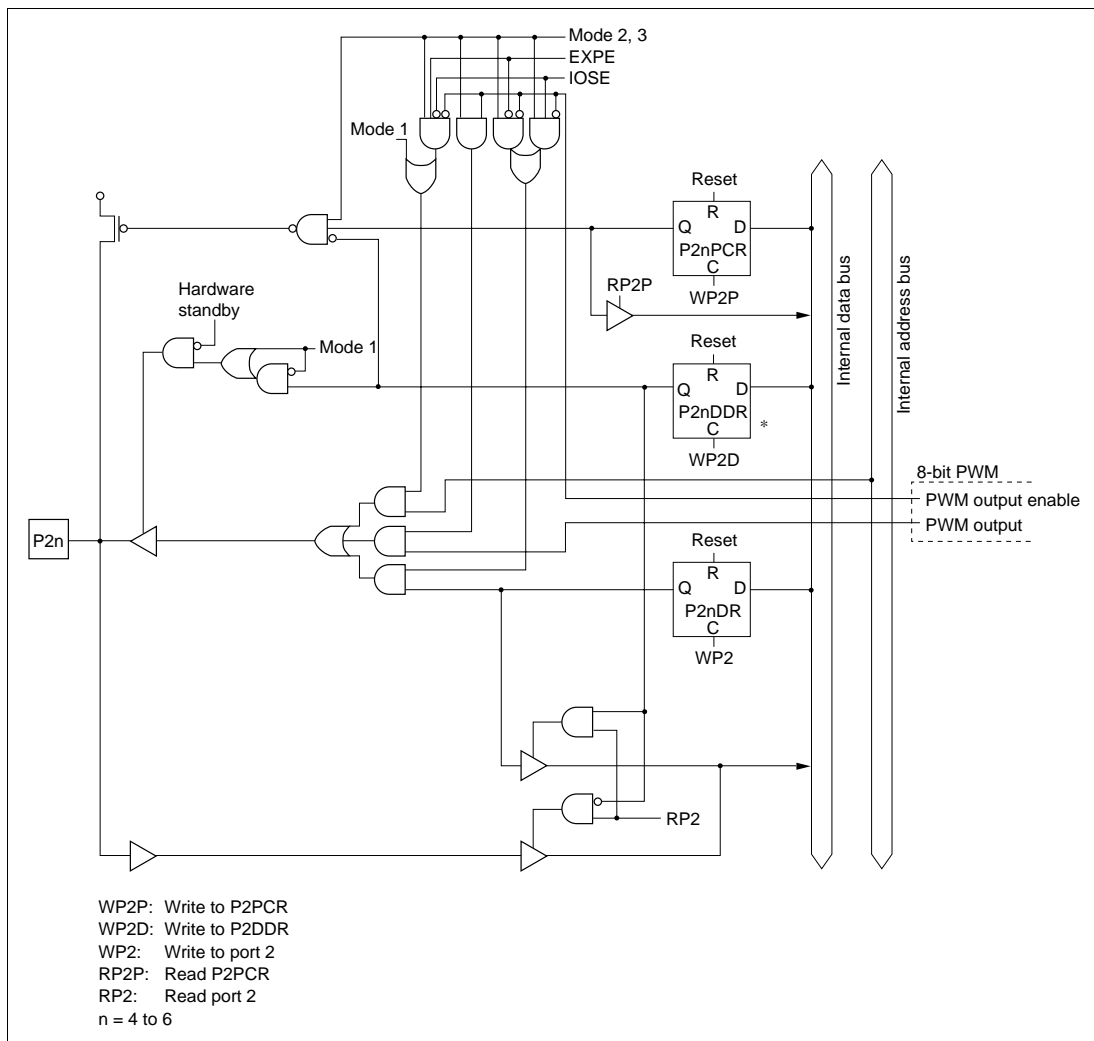 Mode 2, 3
EXPE
IOSE
Mode 1
Reset
R
Q D
P2nPCR
C
WP2P
RP2P
Hardware
standby
Mode 1
Reset
R
Q D
P2nDDR
C
*
WP2D
Internal data bus
Internal address bus
8-bit PWM
PWM output enable
PWM output
P2n
Reset
R
Q D
P2nDR
C
WP2
RP2
WP2P: Write to P2PCR
WP2D: Write to P2DDR
WP2: Write to port 2
RP2P: Read P2PCR
RP2: Read port 2
n = 4 to 6